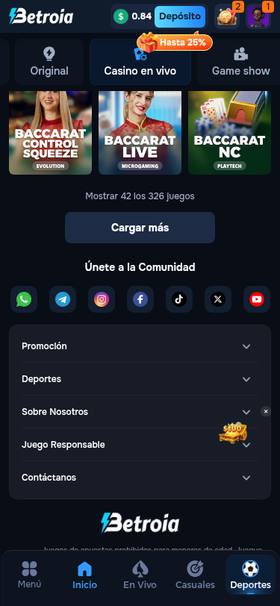 Betroia
$ 0.84 Depósito
2
1
Hasta 25%
Original
Casino en vivo
Game show
BACCARAT CONTROL SQUEEZE
EVOLUTION
BACCARAT LIVE
MICROGAMING
BACCARAT NC
PLAYTECH
Mostrar 42 los 326 juegos
Cargar más
Únete a la Comunidad
Promoción
Deportes
Sobre Nosotros
Juego Responsable
Contáctanos
$100
Betroia
Menú
Inicio
En Vivo
Casuales
Deportes